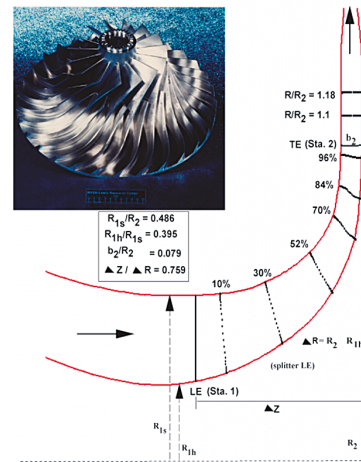 R/R2 = 1.18
R/R2 = 1.1
TE (Sta. 2)
b2
96%
84%
70%
52%
30%
10%
R1s/R2 = 0.486
R1h/R1s = 0.395
b2/R2 = 0.079
▲Z / ▲R = 0.759
▲R= R2 R1h
(splitter LE)
LE (Sta. 1)
▲Z
R1s
R1h
R2